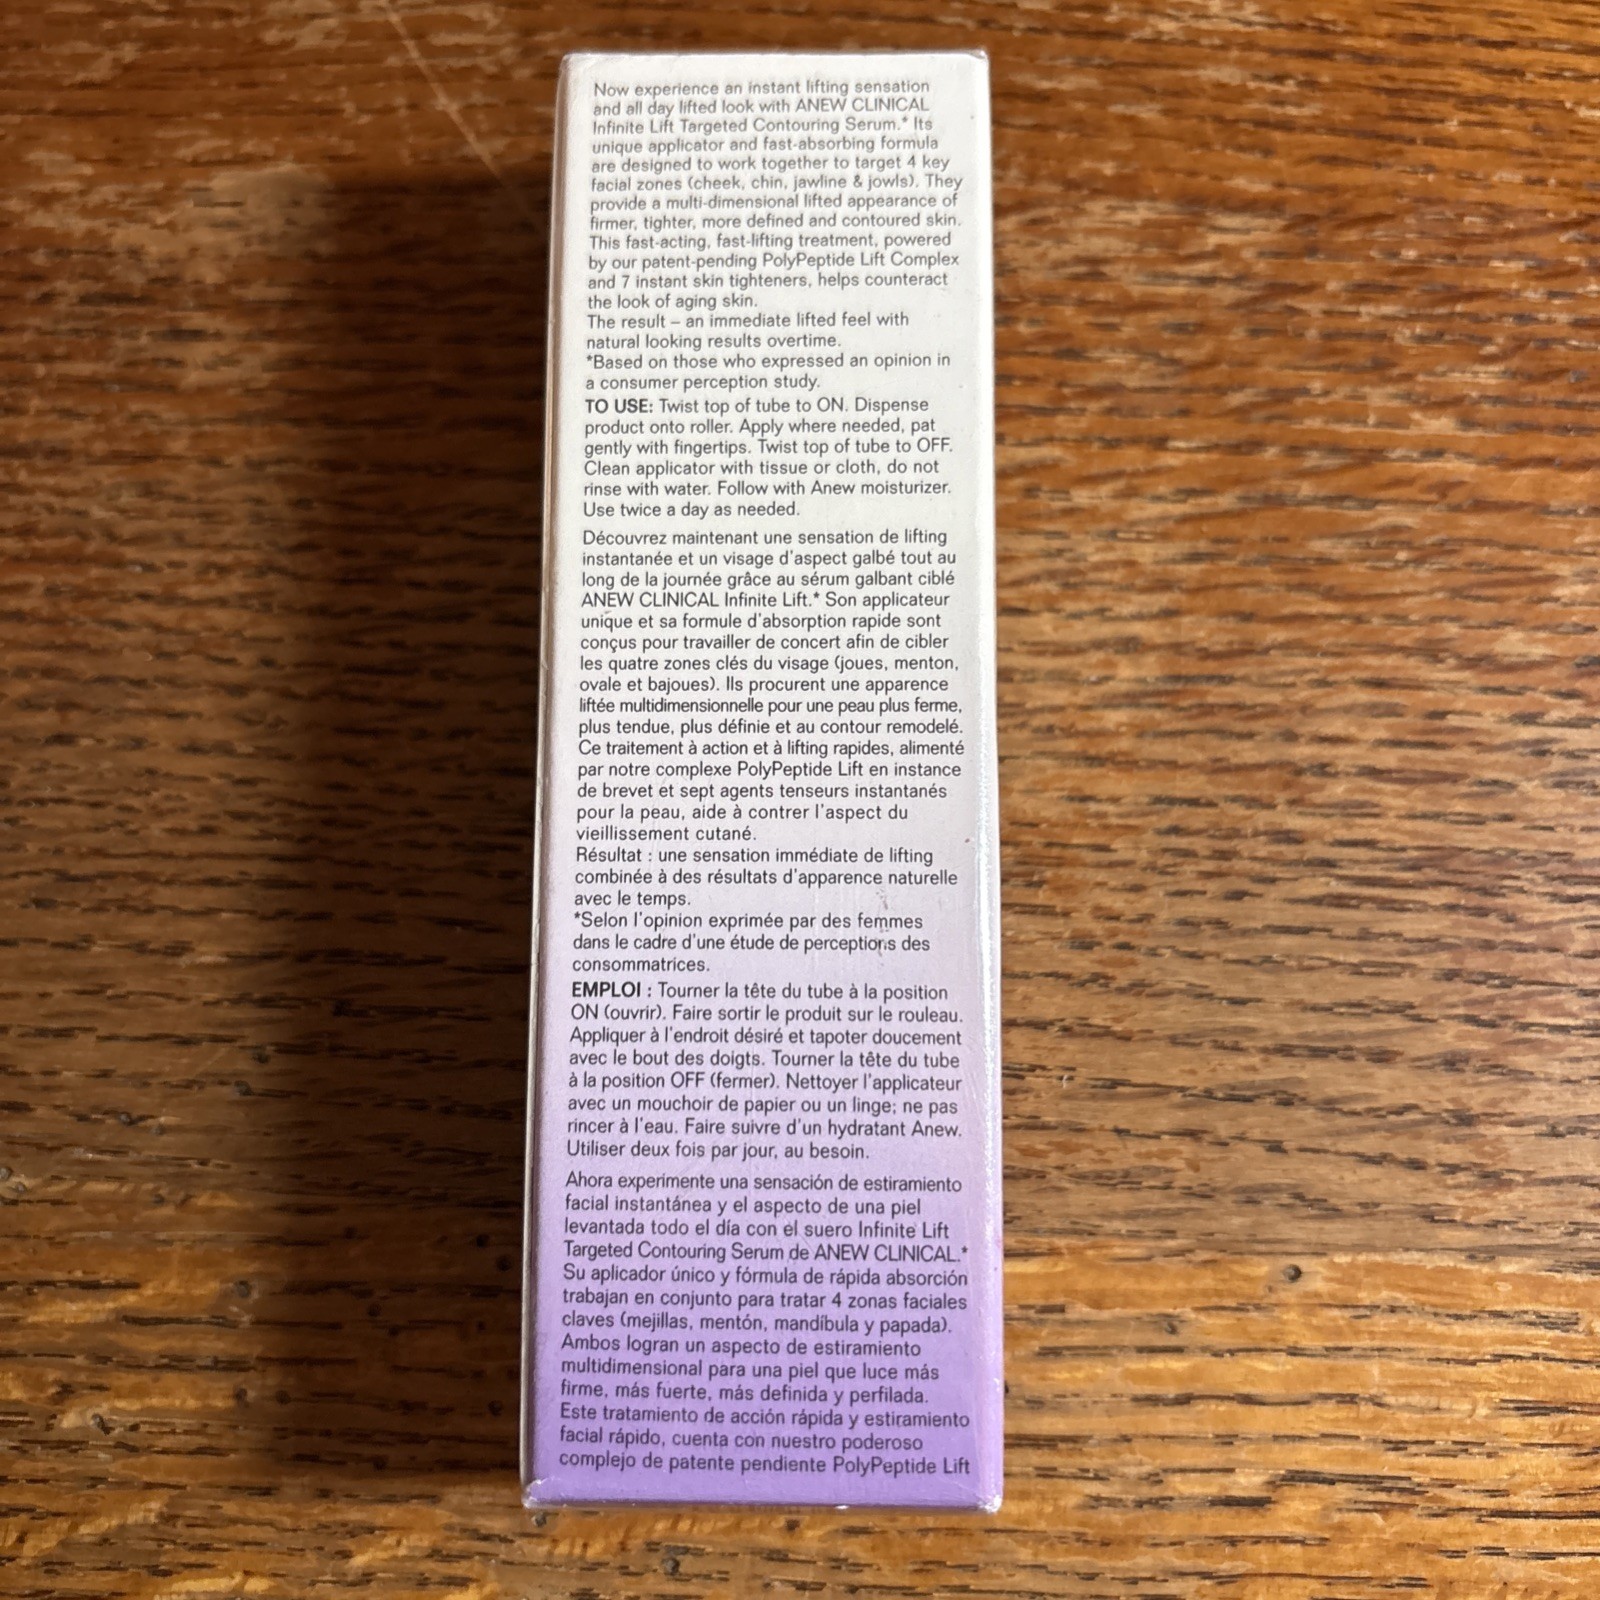 Now experience an instant lifting sensation
and all day lifted look with ANEW CLINICAL
Infinite Lift Targeted Contouring Serum.* Its
unique applicator and fast-absorbing formula
are designed to work together to target 4 key
facial zones (cheek, chin, jawline & jowls). They
provide a multi-dimensional lifted appearance of
firmer, tighter, more defined and contoured skin.
This fast-acting, fast-lifting treatment, powered
by our patent-pending PolyPeptide Lift Complex
and 7 instant skin tighteners, helps counteract
the look of aging skin.
The result – an immediate lifted feel with
natural looking results overtime.
*Based on those who expressed an opinion in
a consumer perception study.
TO USE: Twist top of tube to ON. Dispense
product onto roller. Apply where needed, pat
gently with fingertips. Twist top of tube to OFF.
Clean applicator with tissue or cloth, do not
rinse with water. Follow with Anew moisturizer.
Use twice a day as needed.
Découvrez maintenant une sensation de lifting
instantanée et un visage d'aspect galbé tout au
long de la journée grâce au sérum galbant ciblé
ANEW CLINICAL Infinite Lift.* Son applicateur
unique et sa formule d'absorption rapide sont
conçus pour travailler de concert afin de cibler
les quatre zones clés du visage (joues, menton,
ovale et bajoues). Ils procurent une apparence
liftée multidimensionnelle pour une peau plus ferme,
plus tendue, plus définie et au contour remodelé.
Ce traitement à action et à lifting rapides, alimenté
par notre complexe PolyPeptide Lift en instance
de brevet et sept agents tenseurs instantanés
pour la peau, aide à contrer l'aspect du
vieillissement cutané.
Résultat : une sensation immédiate de lifting
combinée à des résultats d'apparence naturelle
avec le temps.
*Selon l'opinion exprimée par des femmes
dans le cadre d'une étude de perceptions des
consommatrices.
EMPLOI : Tourner la tête du tube à la position
ON (ouvrir). Faire sortir le produit sur le rouleau.
Appliquer à l'endroit désiré et tapoter doucement
avec le bout des doigts. Tourner la tête du tube
à la position OFF (fermer). Nettoyer l'applicateur
avec un mouchoir de papier ou un linge; ne pas
rincer à l'eau. Faire suivre d'un hydratant Anew.
Utiliser deux fois par jour, au besoin.
Ahora experimente una sensación de estiramiento
facial instantánea y el aspecto de una piel
levantada todo el día con el suero Infinite Lift
Targeted Contouring Serum de ANEW CLINICAL.*
Su aplicador único y fórmula de rápida absorción
trabajan en conjunto para tratar 4 zonas faciales
claves (mejillas, mentón, mandíbula y papada).
Ambos logran un aspecto de estiramiento
multidimensional para una piel que luce más
firme, más fuerte, más definida y perfilada.
Este tratamiento de acción rápida y estiramiento
facial rápido, cuenta con nuestro poderoso
complejo de patente pendiente PolyPeptide Lift